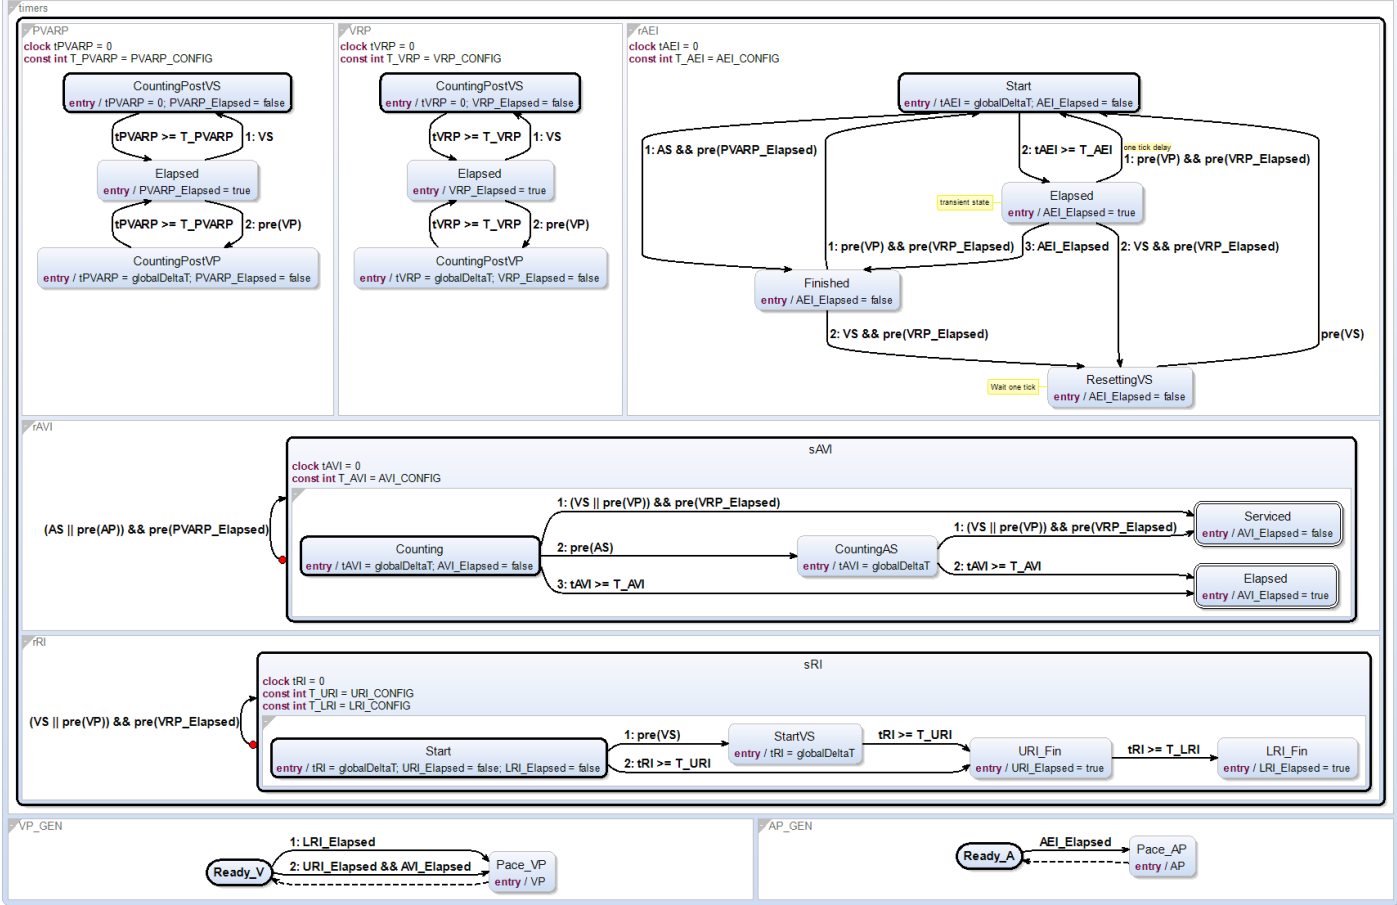 timers
PVARP
clock tPVARP = 0
const int T_PVARP = PVARP_CONFIG
CountingPostVS
entry / tPVARP = 0; PVARP_Elapsed = false
tPVARP >= T_PVARP
1: VS
Elapsed
entry / PVARP_Elapsed = true
tPVARP >= T_PVARP
2: pre(VP)
CountingPostVP
entry / tPVARP = globalDeltaT; PVARP_Elapsed = false
VRP
clock tVRP = 0
const int T_VRP = VRP_CONFIG
CountingPostVS
entry / tVRP = 0; VRP_Elapsed = false
tVRP >= T_VRP
1: VS
Elapsed
entry / VRP_Elapsed = true
tVRP >= T_VRP
2: pre(VP)
CountingPostVP
entry / tVRP = globalDeltaT; VRP_Elapsed = false
rAEI
clock tAEI = 0
const int T_AEI = AEI_CONFIG
Start
entry / tAEI = globalDeltaT; AEI_Elapsed = false
1: AS && pre(PVARP_Elapsed)
2: tAEI >= T_AEI
one tick delay
1: pre(VP) && pre(VRP_Elapsed)
transient state
Elapsed
entry / AEI_Elapsed = true
1: pre(VP) && pre(VRP_Elapsed)
3: AEI_Elapsed
2: VS && pre(VRP_Elapsed)
Finished
entry / AEI_Elapsed = false
2: VS && pre(VRP_Elapsed)
pre(VS)
Wait one tick
ResettingVS
entry / AEI_Elapsed = false
rAVI
sAVI
clock tAVI = 0
const int T_AVI = AVI_CONFIG
(AS || pre(AP)) && pre(PVARP_Elapsed)
Counting
entry / tAVI = globalDeltaT; AVI_Elapsed = false
1: (VS || pre(VP)) && pre(VRP_Elapsed)
2: pre(AS)
3: tAVI >= T_AVI
CountingAS
entry / tAVI = globalDeltaT
1: (VS || pre(VP)) && pre(VRP_Elapsed)
2: tAVI >= T_AVI
Serviced
entry / AVI_Elapsed = false
Elapsed
entry / AVI_Elapsed = true
rRI
sRI
clock tRI = 0
const int T_URI = URI_CONFIG
const int T_LRI = LRI_CONFIG
(VS || pre(VP)) && pre(VRP_Elapsed)
Start
entry / tRI = globalDeltaT; URI_Elapsed = false; LRI_Elapsed = false
1: pre(VS)
2: tRI >= T_URI
StartVS
entry / tRI = globalDeltaT
tRI >= T_URI
URI_Fin
entry / URI_Elapsed = true
tRI >= T_LRI
LRI_Fin
entry / LRI_Elapsed = true
VP_GEN
Ready_V
1: LRI_Elapsed
2: URI_Elapsed && AVI_Elapsed
Pace_VP
entry / VP
AP_GEN
Ready_A
AEI_Elapsed
Pace_AP
entry / AP